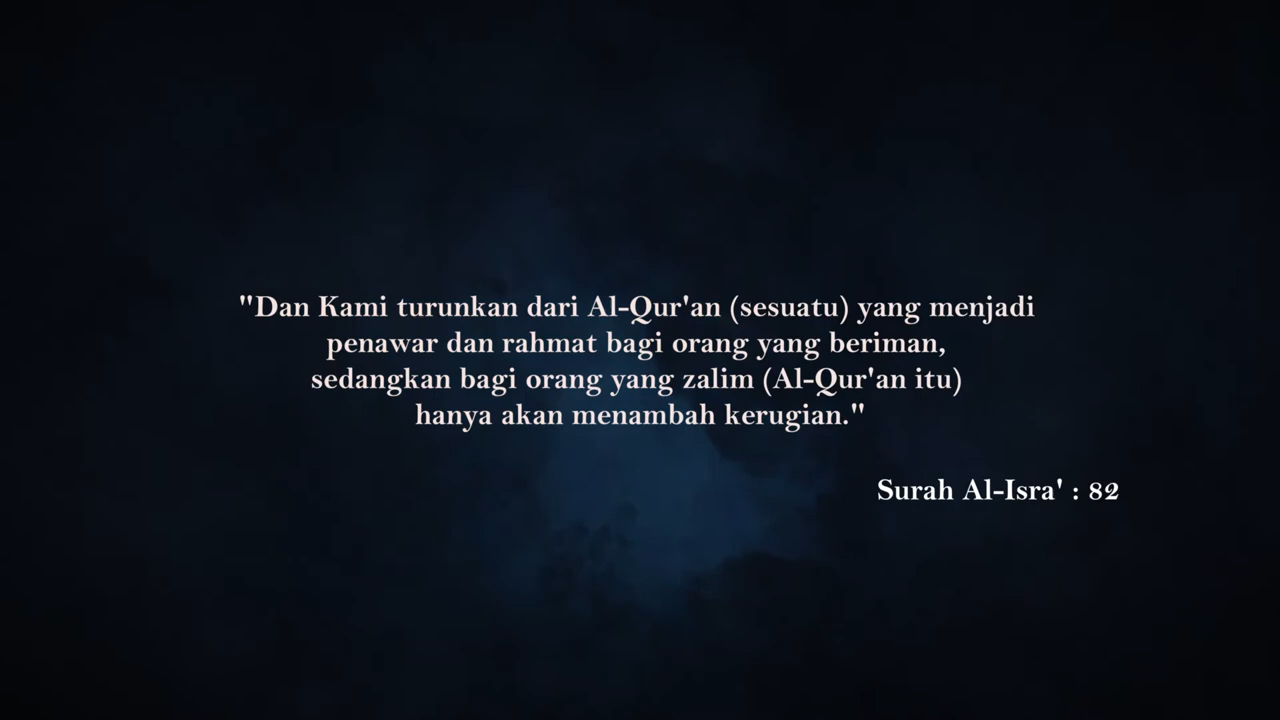 "Dan Kami turunkan dari Al-Qur'an (sesuatu) yang menjadi
penawar dan rahmat bagi orang yang beriman,
sedangkan bagi orang yang zalim (Al-Qur'an itu)
hanya akan menambah kerugian."
Surah Al-Isra' : 82